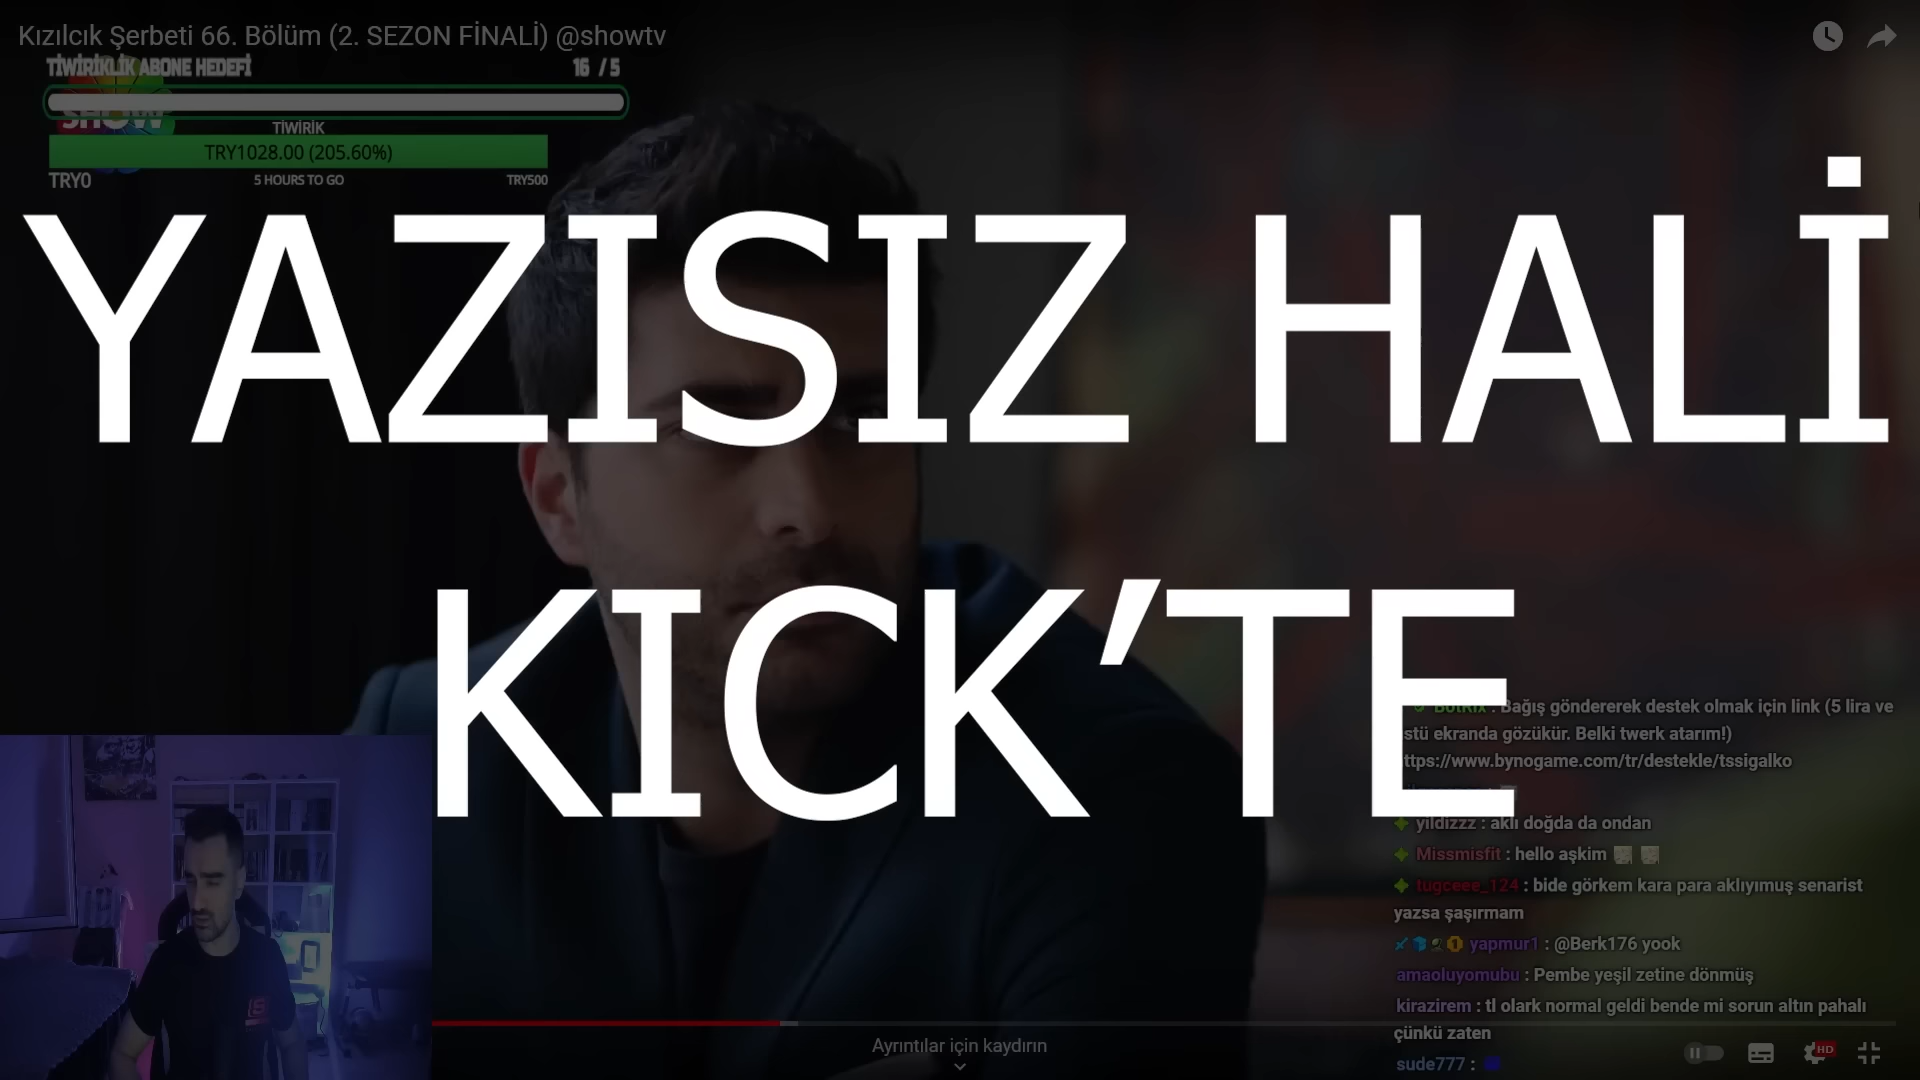 Kızılcık Şerbeti 66. Bölüm (2. SEZON FİNALİ) @showtv
TİWİRİKLİK ABONE HEDEFİ 16 / 5
SHOW
TİWİRİK
TRY1028.00 (205.60%)
TRY0 5 HOURS TO GO TRY500
YAZISIZ HALİ
KICK’TE
BotRix : Bağış göndererek destek olmak için link (5 lira ve
stü ekranda gözükür. Belki twerk atarım!)
ttps://www.bynogame.com/tr/destekle/tssigalko
yildizzz : aklı doğda da ondan
Missmisfit : hello aşkim
tugceee_124 : bide görkem kara para aklıyımuş senarist
yazsa şaşırmam
yapmur1 : @Berk176 yook
amaoluyomubu : Pembe yeşil zetine dönmüş
kirazirem : tl olark normal geldi bende mi sorun altın pahalı
çünkü zaten
sude777 :
Ayrıntılar için kaydırın
HD